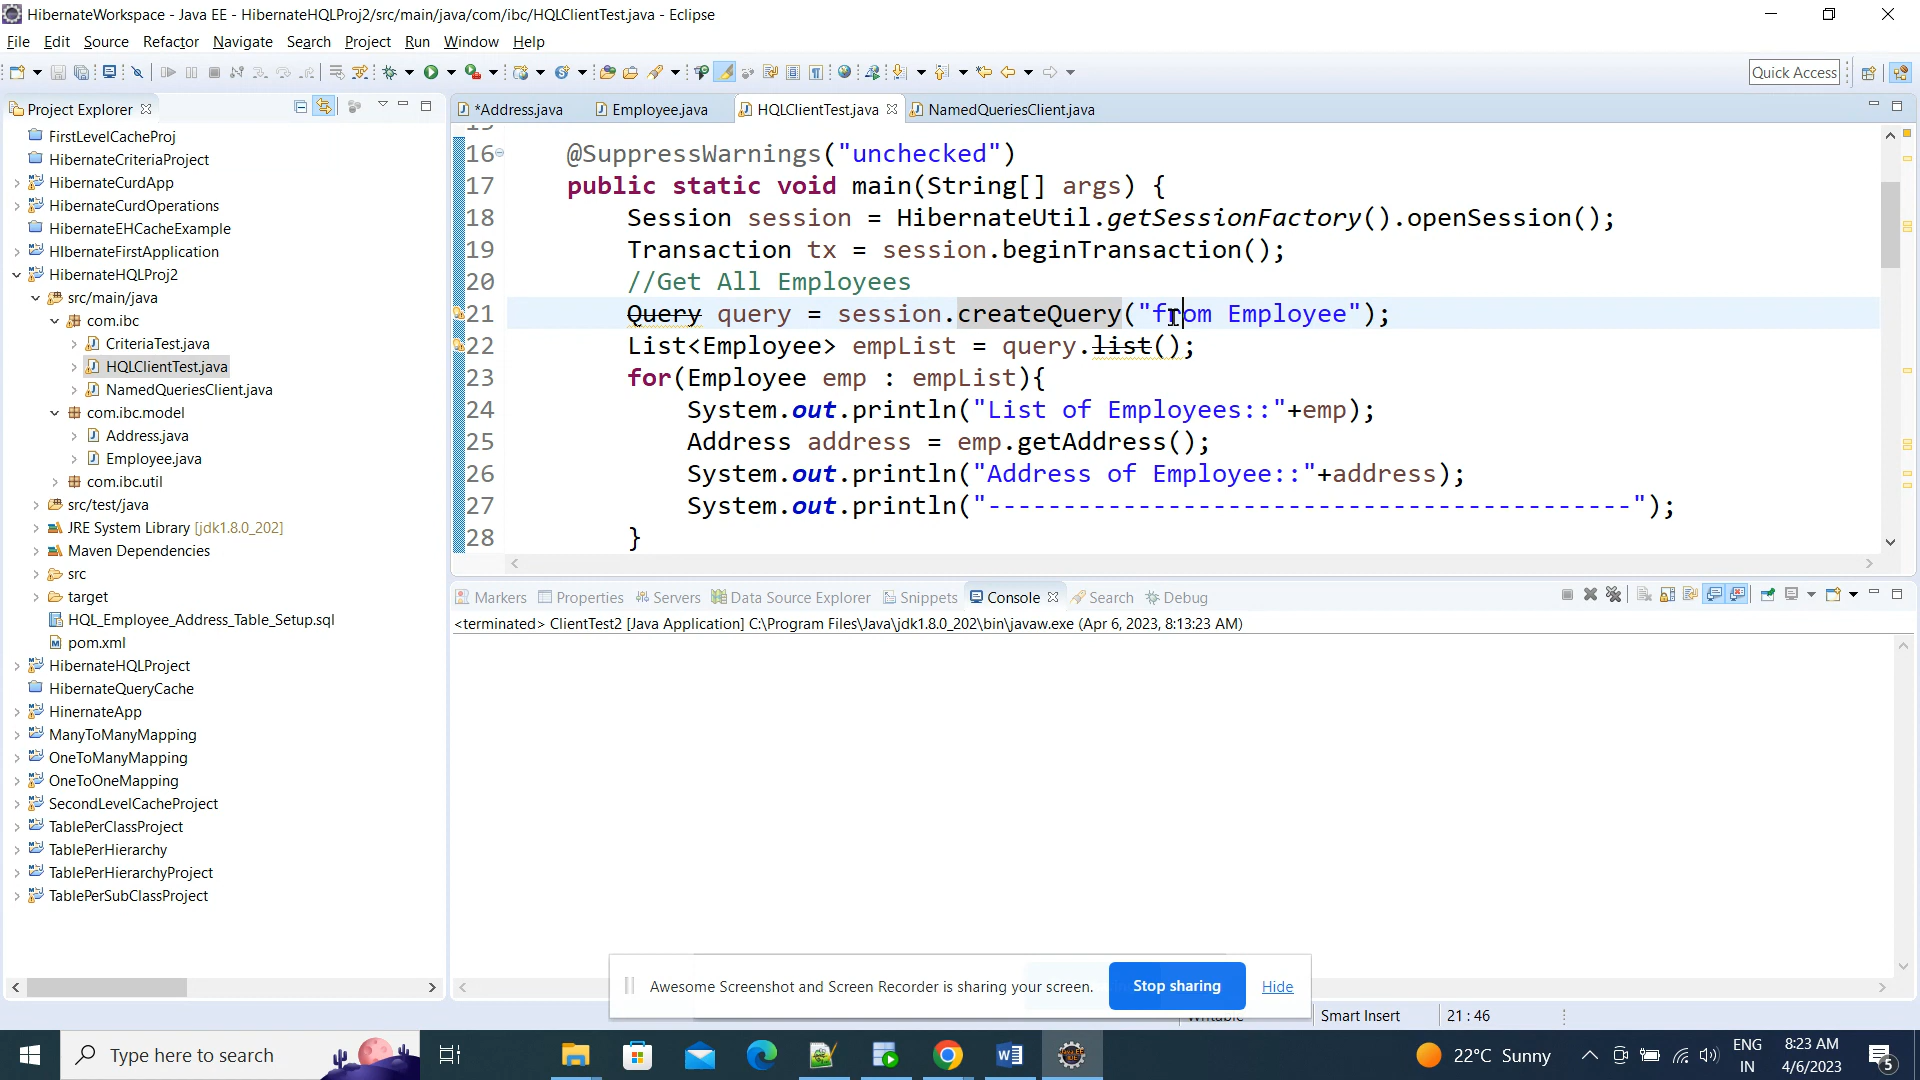 HibernateWorkspace - Java EE - HibernateHQLProj2/src/main/java/com/ibc/HQLClientTest.java - Eclipse
File Edit Source Refactor Navigate Search Project Run Window Help
Quick Access
Project Explorer
*Address.java Employee.java HQLClientTest.java NamedQueriesClient.java
FirstLevelCacheProj
HibernateCriteriaProject
HibernateCurdApp
HibernateCurdOperations
HibernateEHCacheExample
HIbernateFirstApplication
HibernateHQLProj2
src/main/java
com.ibc
CriteriaTest.java
HQLClientTest.java
NamedQueriesClient.java
com.ibc.model
Address.java
Employee.java
com.ibc.util
src/test/java
JRE System Library [jdk1.8.0_202]
Maven Dependencies
src
target
HQL_Employee_Address_Table_Setup.sql
pom.xml
HibernateHQLProject
HibernateQueryCache
HinernateApp
ManyToManyMapping
OneToManyMapping
OneToOneMapping
SecondLevelCacheProject
TablePerClassProject
TablePerHierarchy
TablePerHierarchyProject
TablePerSubClassProject
16 @SuppressWarnings("unchecked")
17 public static void main(String[] args) {
18 Session session = HibernateUtil.getSessionFactory().openSession();
19 Transaction tx = session.beginTransaction();
20 //Get All Employees
21 Query query = session.createQuery("from Employee");
22 List<Employee> empList = query.list();
23 for(Employee emp : empList){
24 System.out.println("List of Employees::"+emp);
25 Address address = emp.getAddress();
26 System.out.println("Address of Employee::"+address);
27 System.out.println("-------------------------------------------");
28 }
Markers Properties Servers Data Source Explorer Snippets Console Search Debug
<terminated> ClientTest2 [Java Application] C:\Program Files\Java\jdk1.8.0_202\bin\javaw.exe (Apr 6, 2023, 8:13:23 AM)
Awesome Screenshot and Screen Recorder is sharing your screen. Stop sharing Hide
Smart Insert 21 : 46
Type here to search
22°C Sunny
ENG
IN
8:23 AM
4/6/2023
5